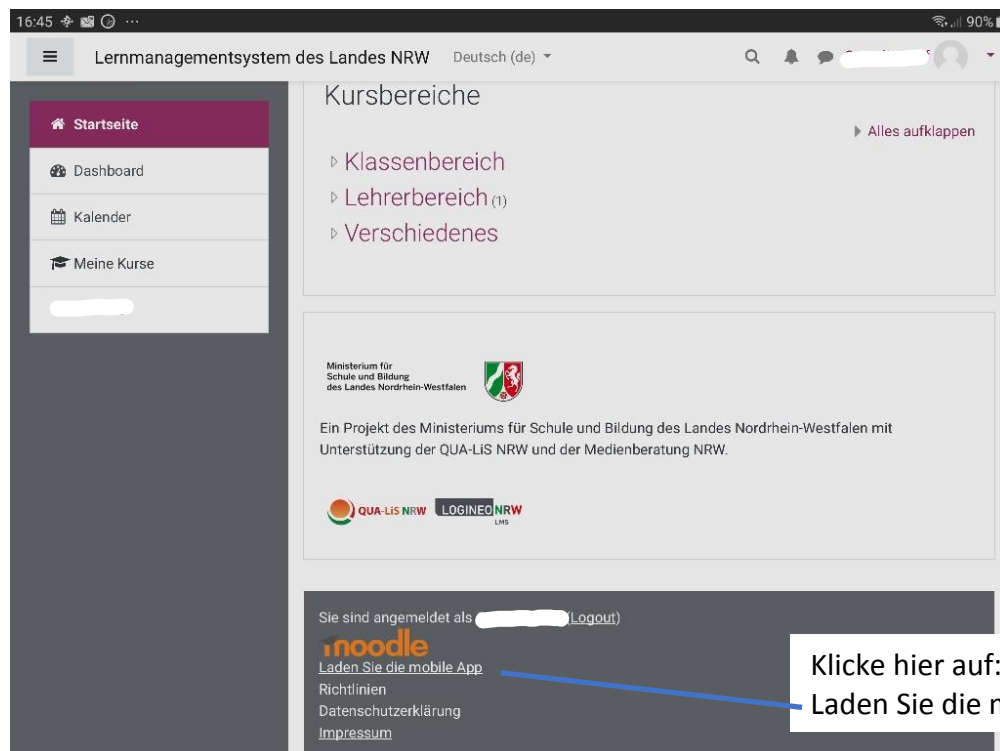 16:45
90%
Lernmanagementsystem des Landes NRW Deutsch (de)
Startseite
Dashboard
Kalender
Meine Kurse
Kursbereiche
Alles aufklappen
Klassenbereich
Lehrerbereich (1)
Verschiedenes
Ministerium für
Schule und Bildung
des Landes Nordrhein-Westfalen
Ein Projekt des Ministeriums für Schule und Bildung des Landes Nordrhein-Westfalen mit
Unterstützung der QUA-LiS NRW und der Medienberatung NRW.
QUA-LiS NRW LOGINEO NRW
LMS
Sie sind angemeldet als (Logout)
moodle
Laden Sie die mobile App
Richtlinien
Datenschutzerklärung
Impressum
Klicke hier auf:
Laden Sie die